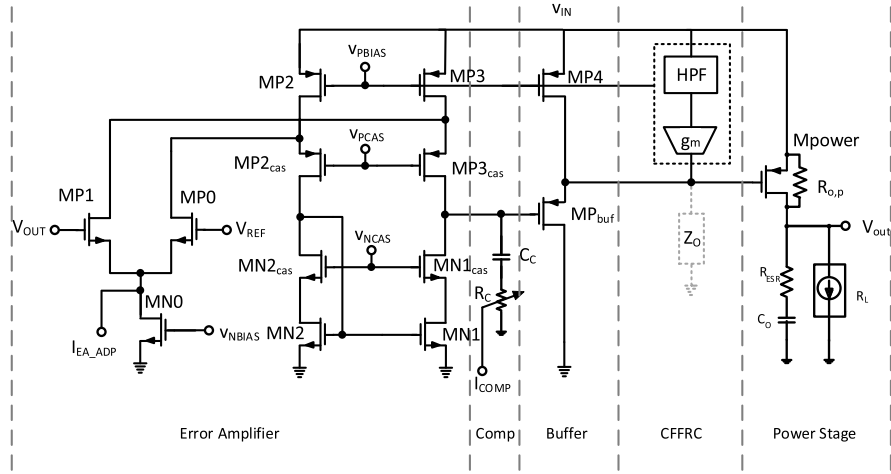 vIN
MP2
vPBIAS
MP3
MP4
HPF
gm
Mpower
Ro,p
vPCAS
MP2cas
MP3cas
MP1
MP0
VOUT
VREF
MPbuf
ZO
Vout
vNCAS
MN2cas
MN1cas
CC
RC
RESR
RL
CO
MN0
IEA_ADP
vNBIAS
MN2
MN1
ICOMP
Error Amplifier
Comp
Buffer
CFFRC
Power Stage